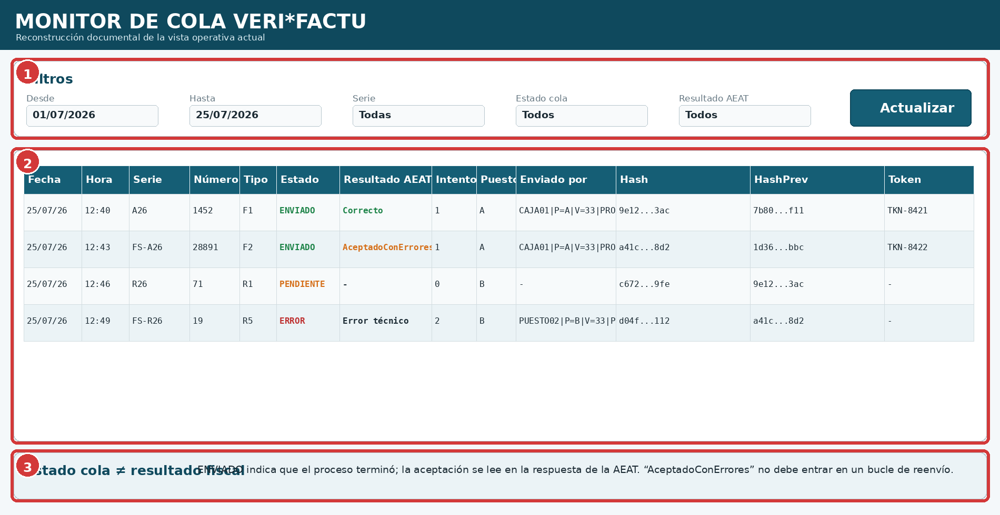 MONITOR DE COLA VERI*FACTU
Reconstrucción documental de la vista operativa actual
1
ltros
Desde Hasta Serie Estado cola Resultado AEAT
01/07/2026 25/07/2026 Todas Todos Todos Actualizar
2
Fecha Hora Serie Número Tipo Estado Resultado AEAT Intento Puesto Enviado por Hash HashPrev Token
25/07/26 12:40 A26 1452 F1 ENVIADO Correcto 1 A CAJA01|P=A|V=33|PRO 9e12...3ac 7b80...f11 TKN-8421
25/07/26 12:43 FS-A26 28891 F2 ENVIADO AceptadoConErrores 1 A CAJA01|P=A|V=33|PRO a41c...8d2 1d36...bbc TKN-8422
25/07/26 12:46 R26 71 R1 PENDIENTE - 0 B - c672...9fe 9e12...3ac -
25/07/26 12:49 FS-R26 19 R5 ERROR Error técnico 2 B PUESTO02|P=B|V=33|P d04f...112 a41c...8d2 -
3
stado cola ≠ resultado fiscal ENVIADO indica que el proceso terminó; la aceptación se lee en la respuesta de la AEAT. “AceptadoConErrores” no debe entrar en un bucle de reenvío.